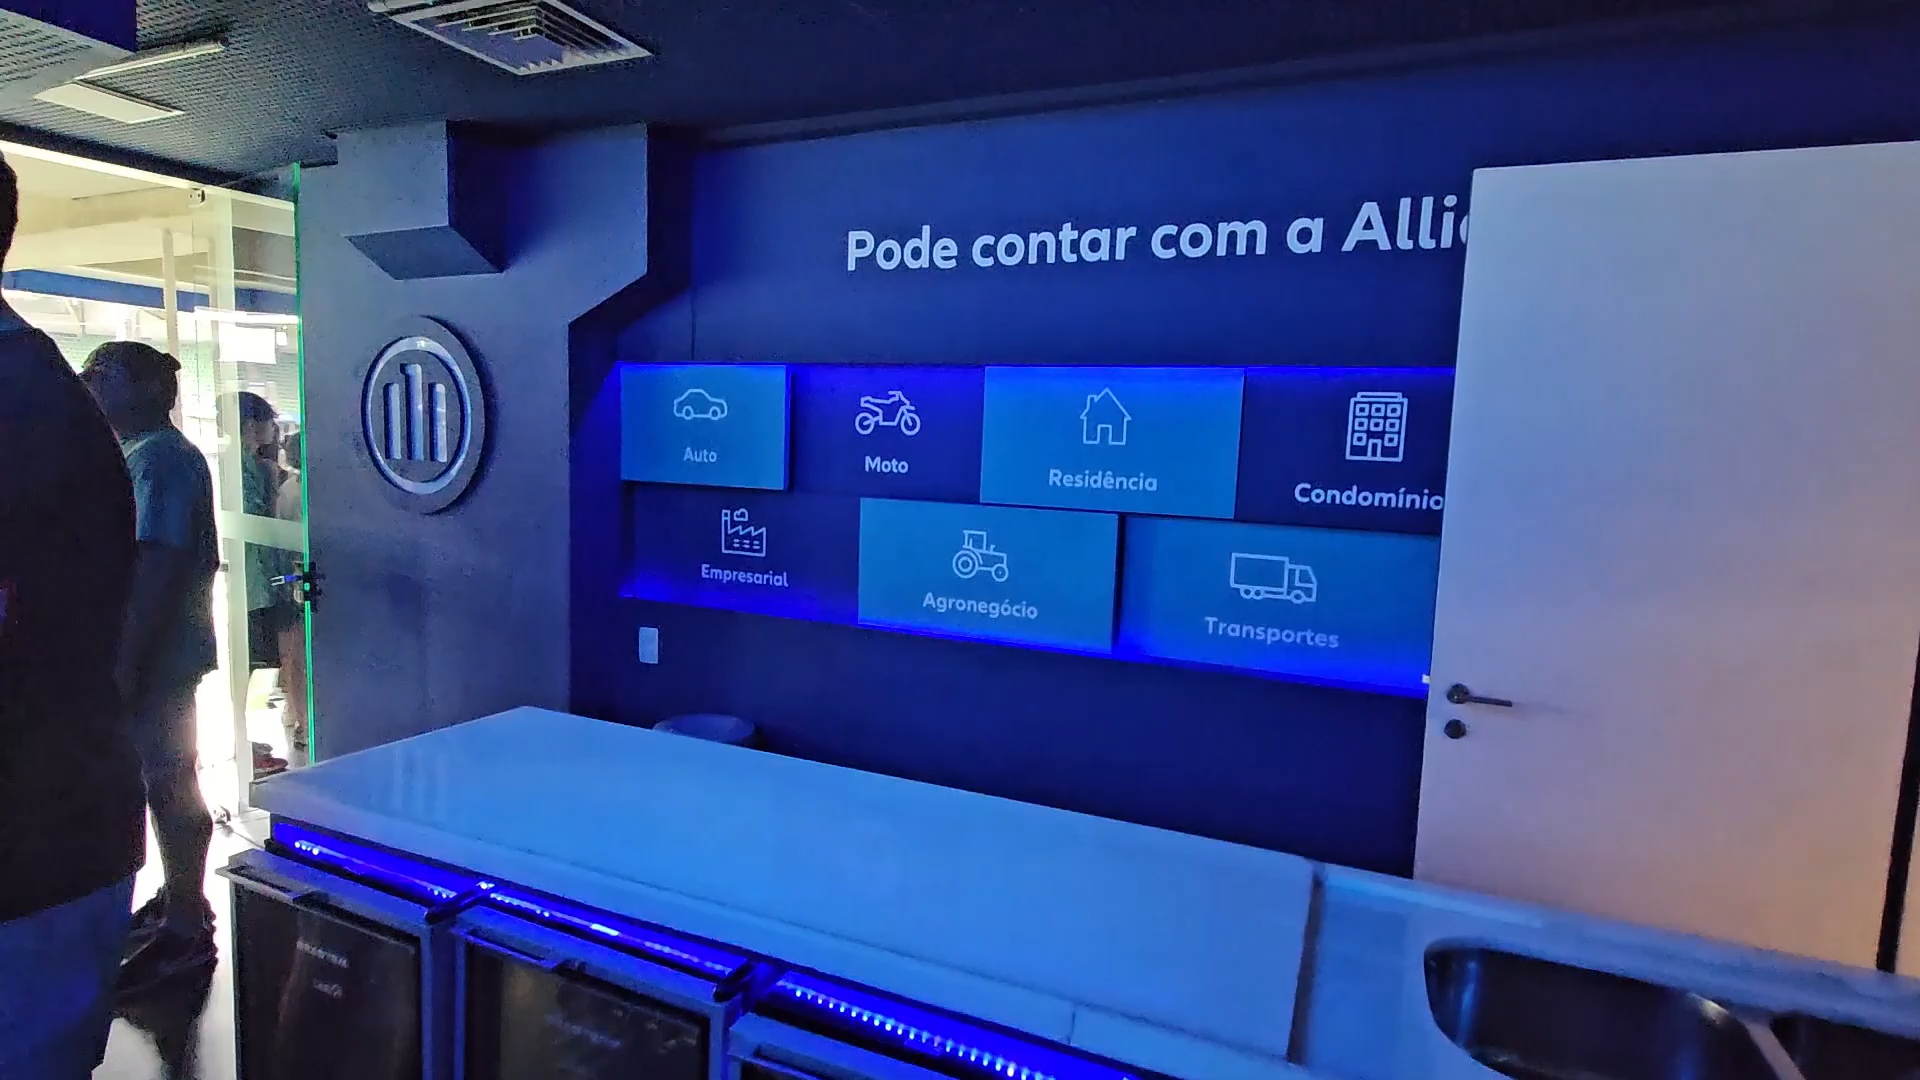 Pode contar com a Alli
Auto
Moto
Residência
Condomínio
Empresarial
Agronegócio
Transportes